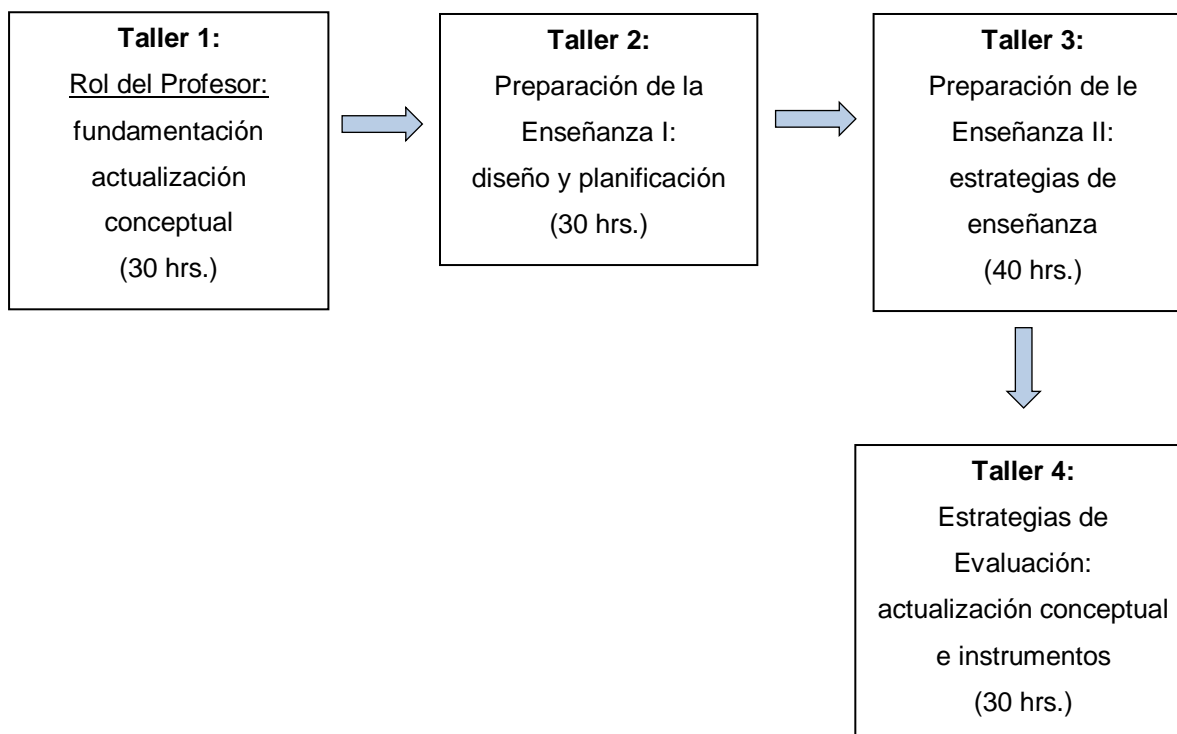 Taller 1:
Rol del Profesor:
fundamentación
actualización
conceptual
(30 hrs.)
Taller 2:
Preparación de la
Enseñanza I:
diseño y planificación
(30 hrs.)
Taller 3:
Preparación de le
Enseñanza II:
estrategias de
enseñanza
(40 hrs.)
Taller 4:
Estrategias de
Evaluación:
actualización conceptual
e instrumentos
(30 hrs.)